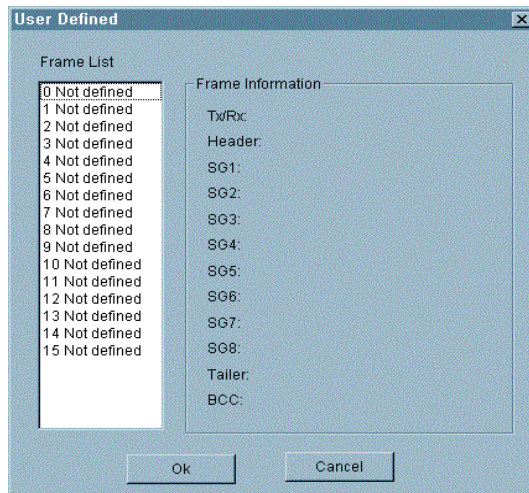 User Defined
Frame List
0 Not defined
1 Not defined
2 Not defined
3 Not defined
4 Not defined
5 Not defined
6 Not defined
7 Not defined
8 Not defined
9 Not defined
10 Not defined
11 Not defined
12 Not defined
13 Not defined
14 Not defined
15 Not defined
Frame Information
Tx/Rx:
Header:
SG1:
SG2:
SG3:
SG4:
SG5:
SG6:
SG7:
SG8:
Tailer:
BCC:
Ok
Cancel